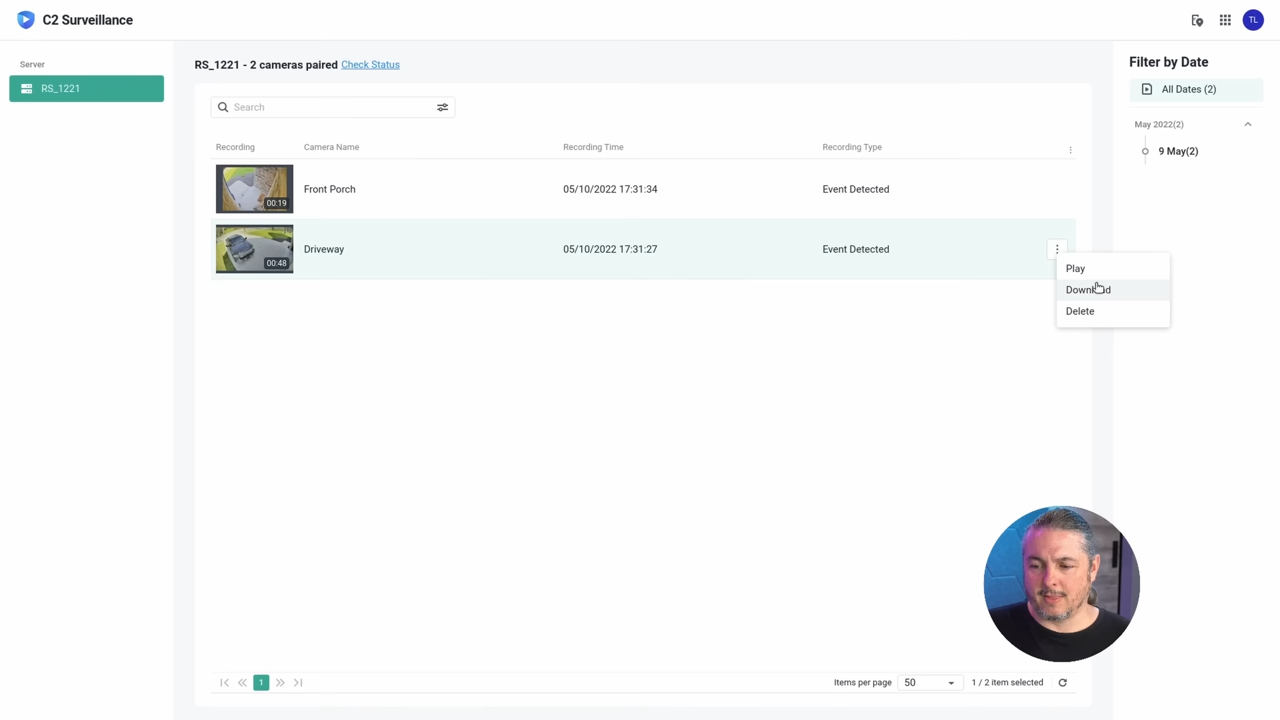 C2 Surveillance
TL
Server
RS_1221
RS_1221 - 2 cameras paired Check Status
Search
Recording Camera Name Recording Time Recording Type
00:19 Front Porch 05/10/2022 17:31:34 Event Detected
00:48 Driveway 05/10/2022 17:31:27 Event Detected
Play
Download
Delete
Filter by Date
All Dates (2)
May 2022(2)
9 May(2)
1
Items per page 50 1 / 2 item selected